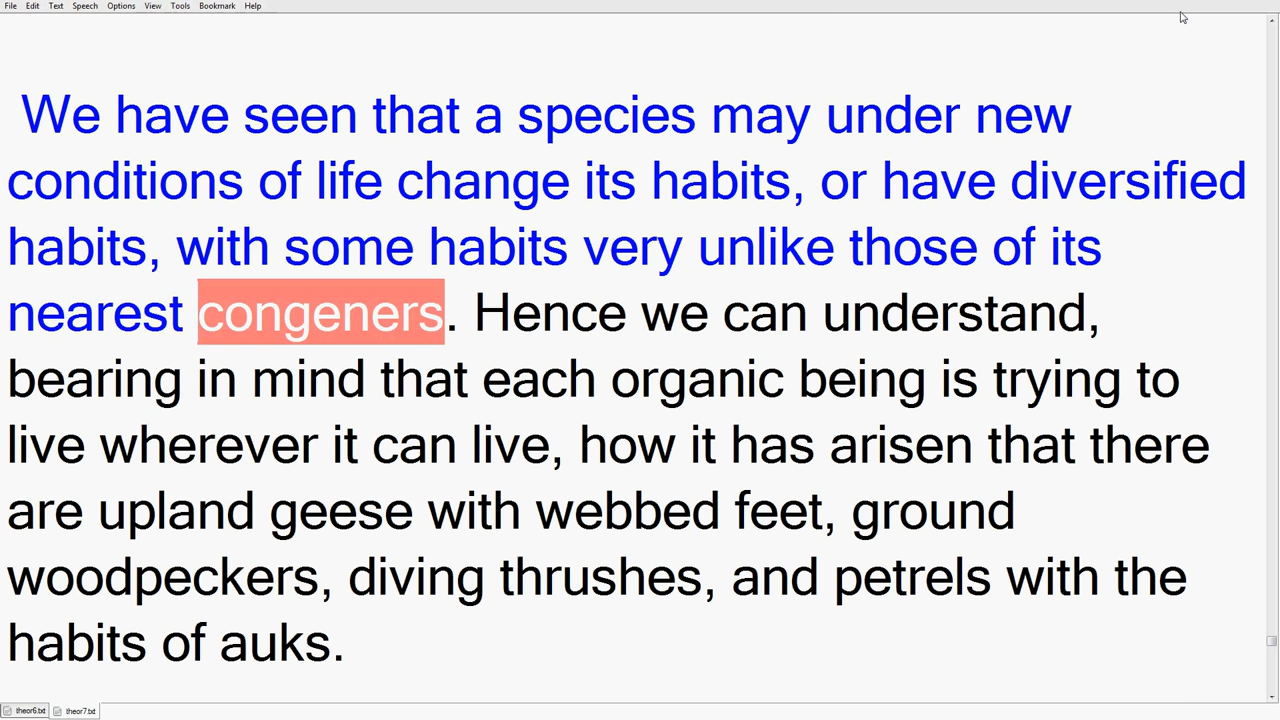 File Edit Text Speech Options View Tools Bookmark Help
We have seen that a species may under new
conditions of life change its habits, or have diversified
habits, with some habits very unlike those of its
nearest congeners. Hence we can understand,
bearing in mind that each organic being is trying to
live wherever it can live, how it has arisen that there
are upland geese with webbed feet, ground
woodpeckers, diving thrushes, and petrels with the
habits of auks.
theor6.txt theor7.txt